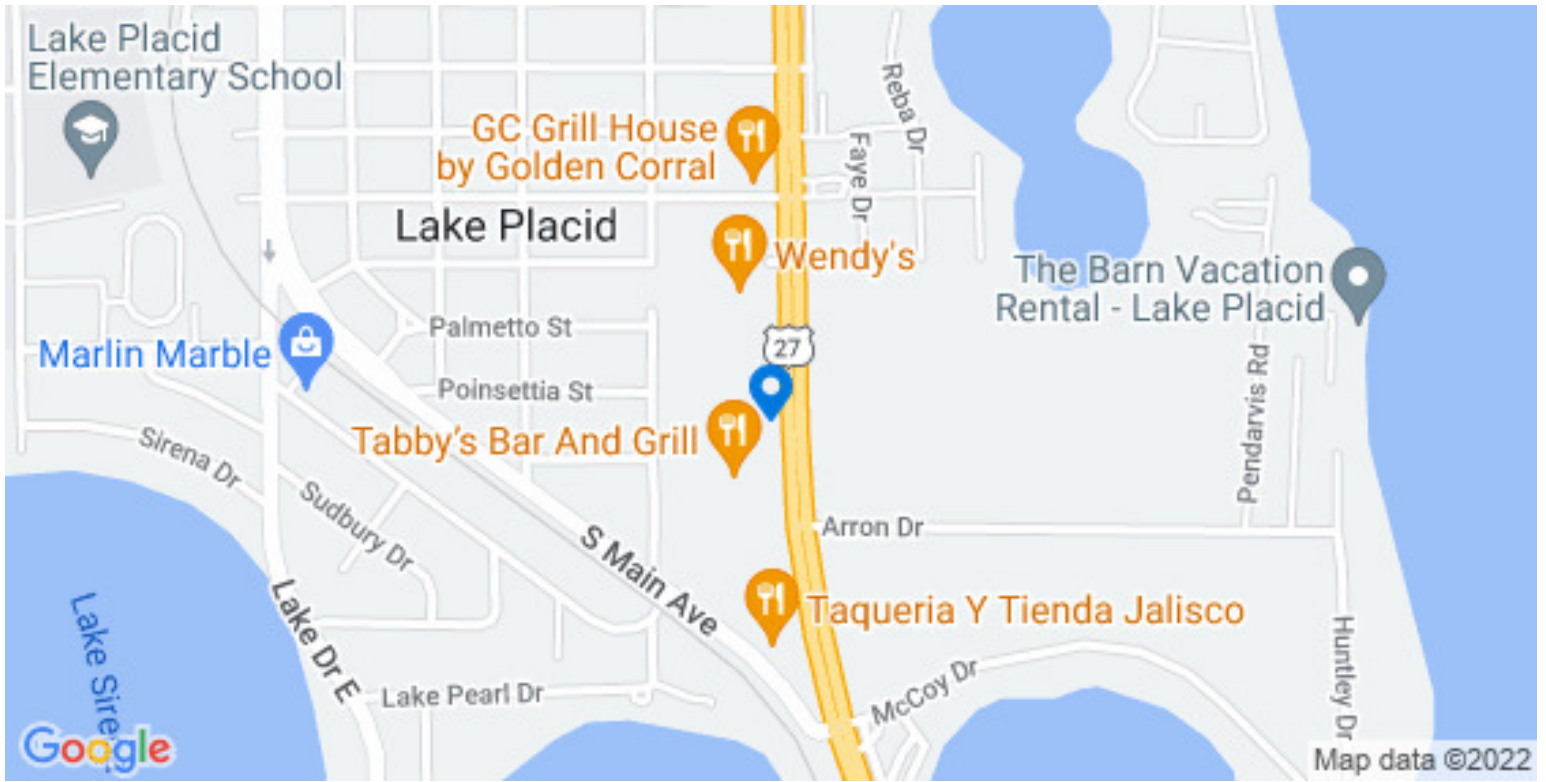 Lake Placid
Elementary School
GC Grill House
by Golden Corral
Reba Dr
Faye Dr
Lake Placid
Wendy's
The Barn Vacation
Rental - Lake Placid
Palmetto St
27
Marlin Marble
Poinsettia St
Pendarvis Rd
Tabby’s Bar And Grill
Sirena Dr
Sudbury Dr
Arron Dr
S Main Ave
Lake Dr E
Taqueria Y Tienda Jalisco
Lake Sire
Huntley Dr
McCoy Dr
Lake Pearl Dr
Google
Map data ©2022